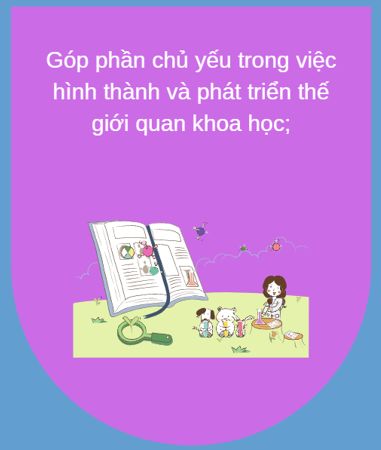 Góp phần chủ yếu trong việc
hình thành và phát triển thế
giới quan khoa học;